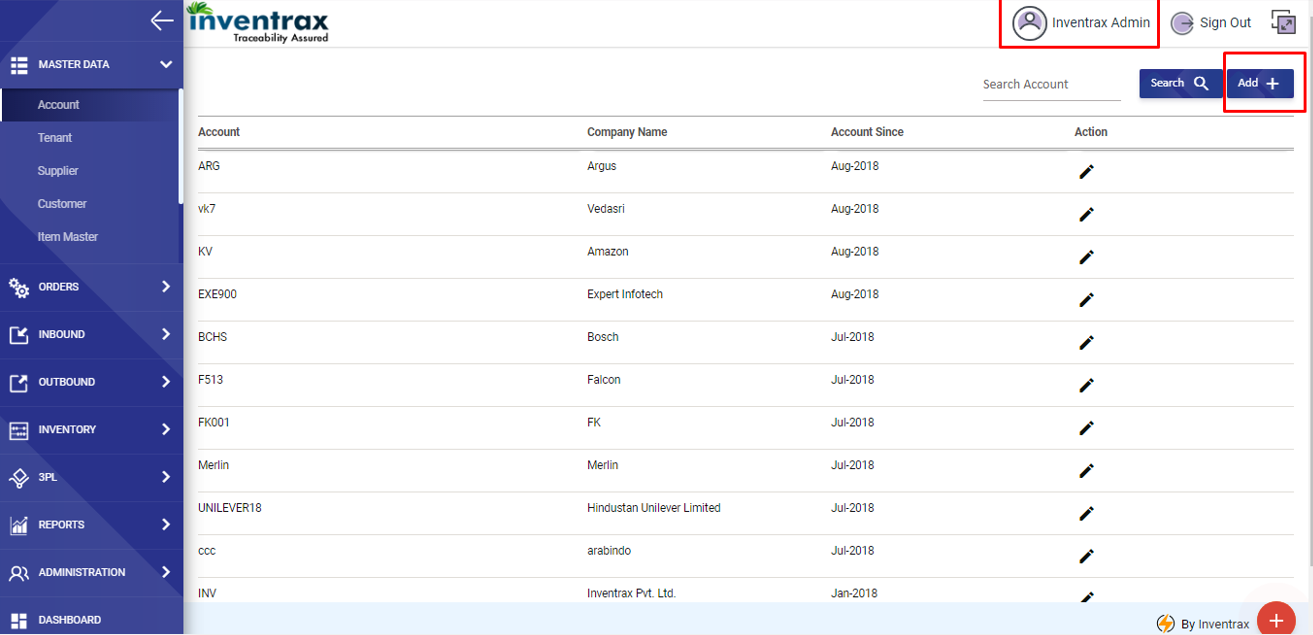 inventrax
Traceability Assured
Inventrax Admin
Sign Out
MASTER DATA
Account
Tenant
Supplier
Customer
Item Master
ORDERS
INBOUND
OUTBOUND
INVENTORY
3PL
REPORTS
ADMINISTRATION
DASHBOARD
Search Account
Search
Add +
Account Company Name Account Since Action
ARG Argus Aug-2018
vk7 Vedasri Aug-2018
KV Amazon Aug-2018
EXE900 Expert Infotech Aug-2018
BCHS Bosch Jul-2018
F513 Falcon Jul-2018
FK001 FK Jul-2018
Merlin Merlin Jul-2018
UNILEVER18 Hindustan Unilever Limited Jul-2018
ccc arabindo Jul-2018
INV Inventrax Pvt. Ltd. Jan-2018
By Inventrax +